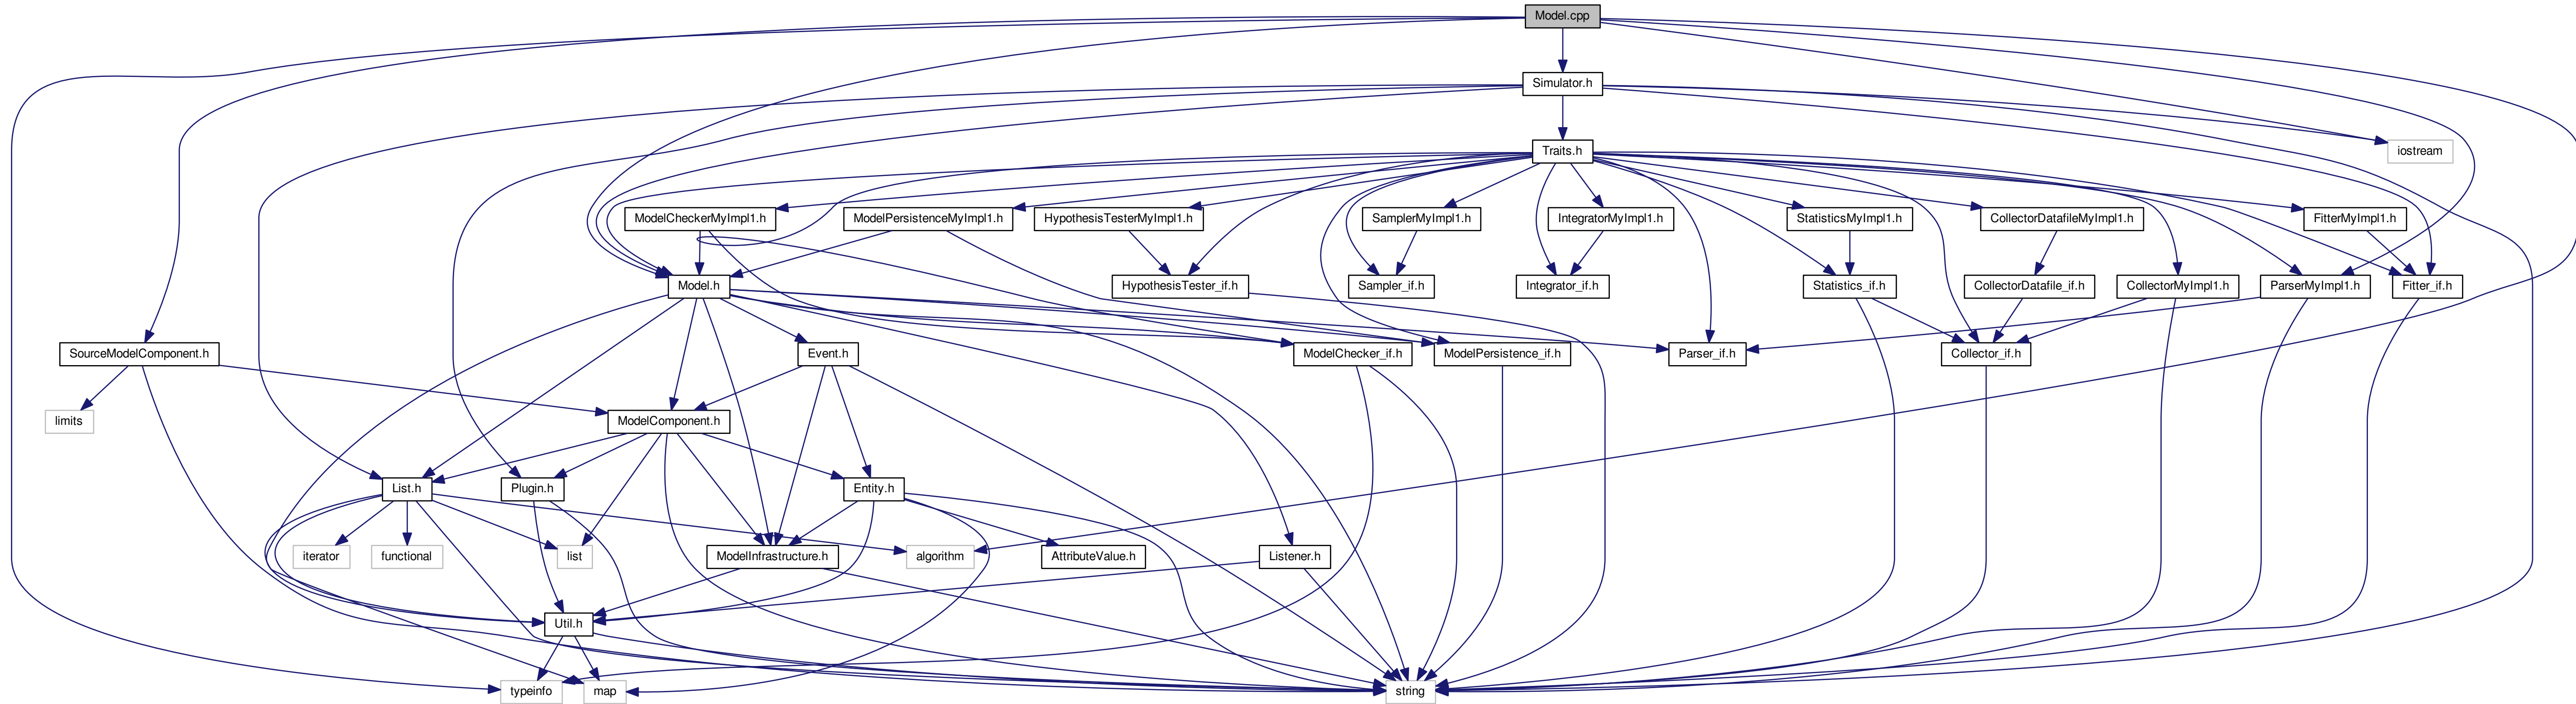 Model.cpp
Simulator.h
Traits.h
iostream
ModelCheckerMyImpl1.h
ModelPersistenceMyImpl1.h
HypothesisTesterMyImpl1.h
SamplerMyImpl1.h
IntegratorMyImpl1.h
StatisticsMyImpl1.h
CollectorDatafileMyImpl1.h
FitterMyImpl1.h
Model.h
HypothesisTester_if.h
Sampler_if.h
Integrator_if.h
Statistics_if.h
CollectorDatafile_if.h
CollectorMyImpl1.h
ParserMyImpl1.h
Fitter_if.h
SourceModelComponent.h
Event.h
ModelChecker_if.h
ModelPersistence_if.h
Parser_if.h
Collector_if.h
limits
ModelComponent.h
List.h
Plugin.h
Entity.h
iterator
functional
list
ModelInfrastructure.h
algorithm
AttributeValue.h
Listener.h
Util.h
typeinfo
map
string